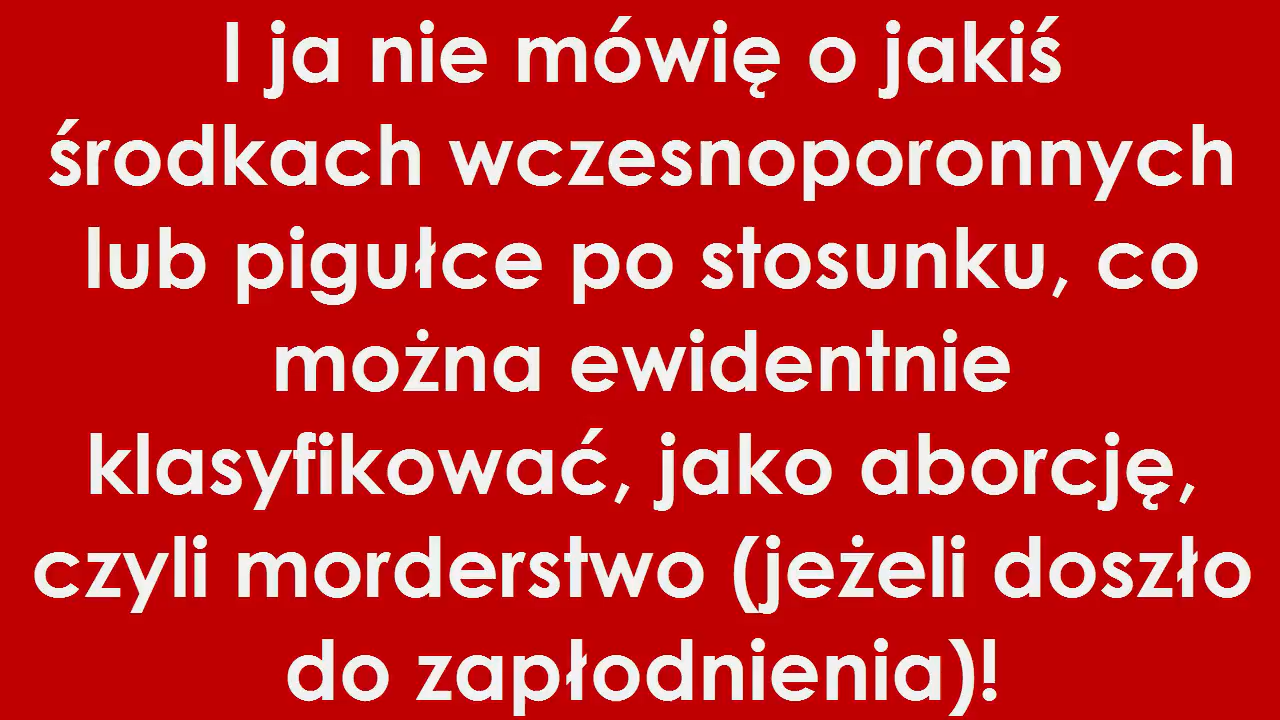 I ja nie mówię o jakiś
środkach wczesnoporonnych
lub pigułce po stosunku, co
można ewidentnie
klasyfikować, jako aborcję,
czyli morderstwo (jeżeli doszło
do zapłodnienia)!